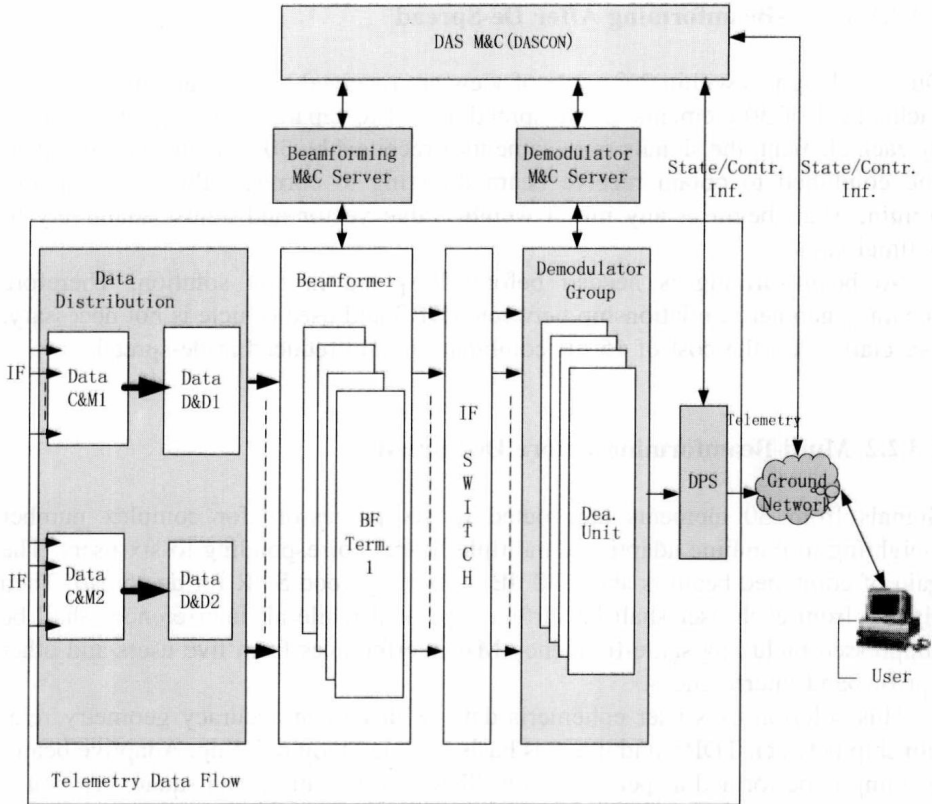 DAS M&C(DASCON)
Beamforming
M&C Server
Demodulator
M&C Server
State/Contr.
Inf.
State/Contr.
Inf.
Data
Distribution
Beamformer
Demodulator
Group
IF
Data
C&M1
Data
D&D1
IF
SWITCH
Telemetry
DPS
Ground
Network
BF
Term.
1
Dea.
Unit
IF
Data
C&M2
Data
D&D2
User
Telemetry Data Flow